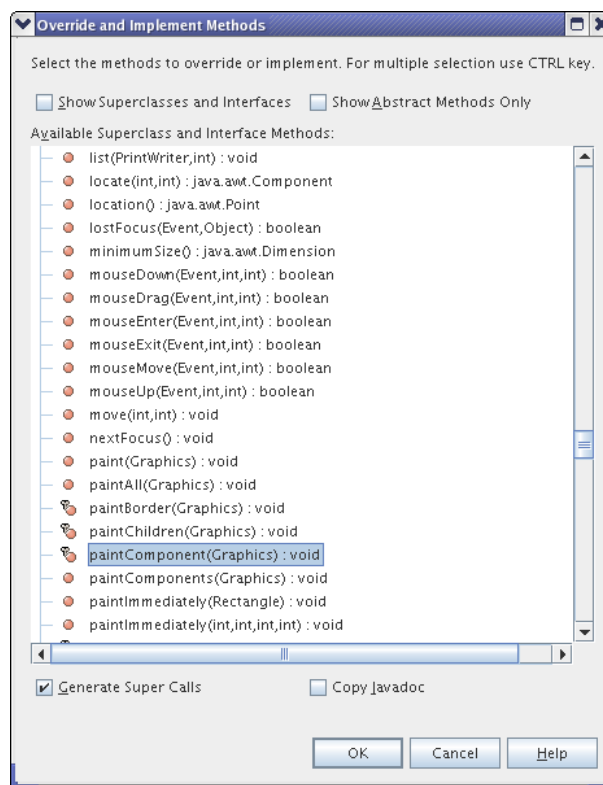 Override and Implement Methods
Select the methods to override or implement. For multiple selection use CTRL key.
Show Superclasses and Interfaces Show Abstract Methods Only
Available Superclass and Interface Methods:
list(PrintWriter,int) : void
locate(int,int) : java.awt.Component
location() : java.awt.Point
lostFocus(Event,Object) : boolean
minimumSize() : java.awt.Dimension
mouseDown(Event,int,int) : boolean
mouseDrag(Event,int,int) : boolean
mouseEnter(Event,int,int) : boolean
mouseExit(Event,int,int) : boolean
mouseMove(Event,int,int) : boolean
mouseUp(Event,int,int) : boolean
move(int,int) : void
nextFocus() : void
paint(Graphics) : void
paintAll(Graphics) : void
paintBorder(Graphics) : void
paintChildren(Graphics) : void
paintComponent(Graphics) : void
paintComponents(Graphics) : void
paintImmediately(Rectangle) : void
paintImmediately(int,int,int,int) : void
Generate Super Calls Copy Javadoc
OK Cancel Help